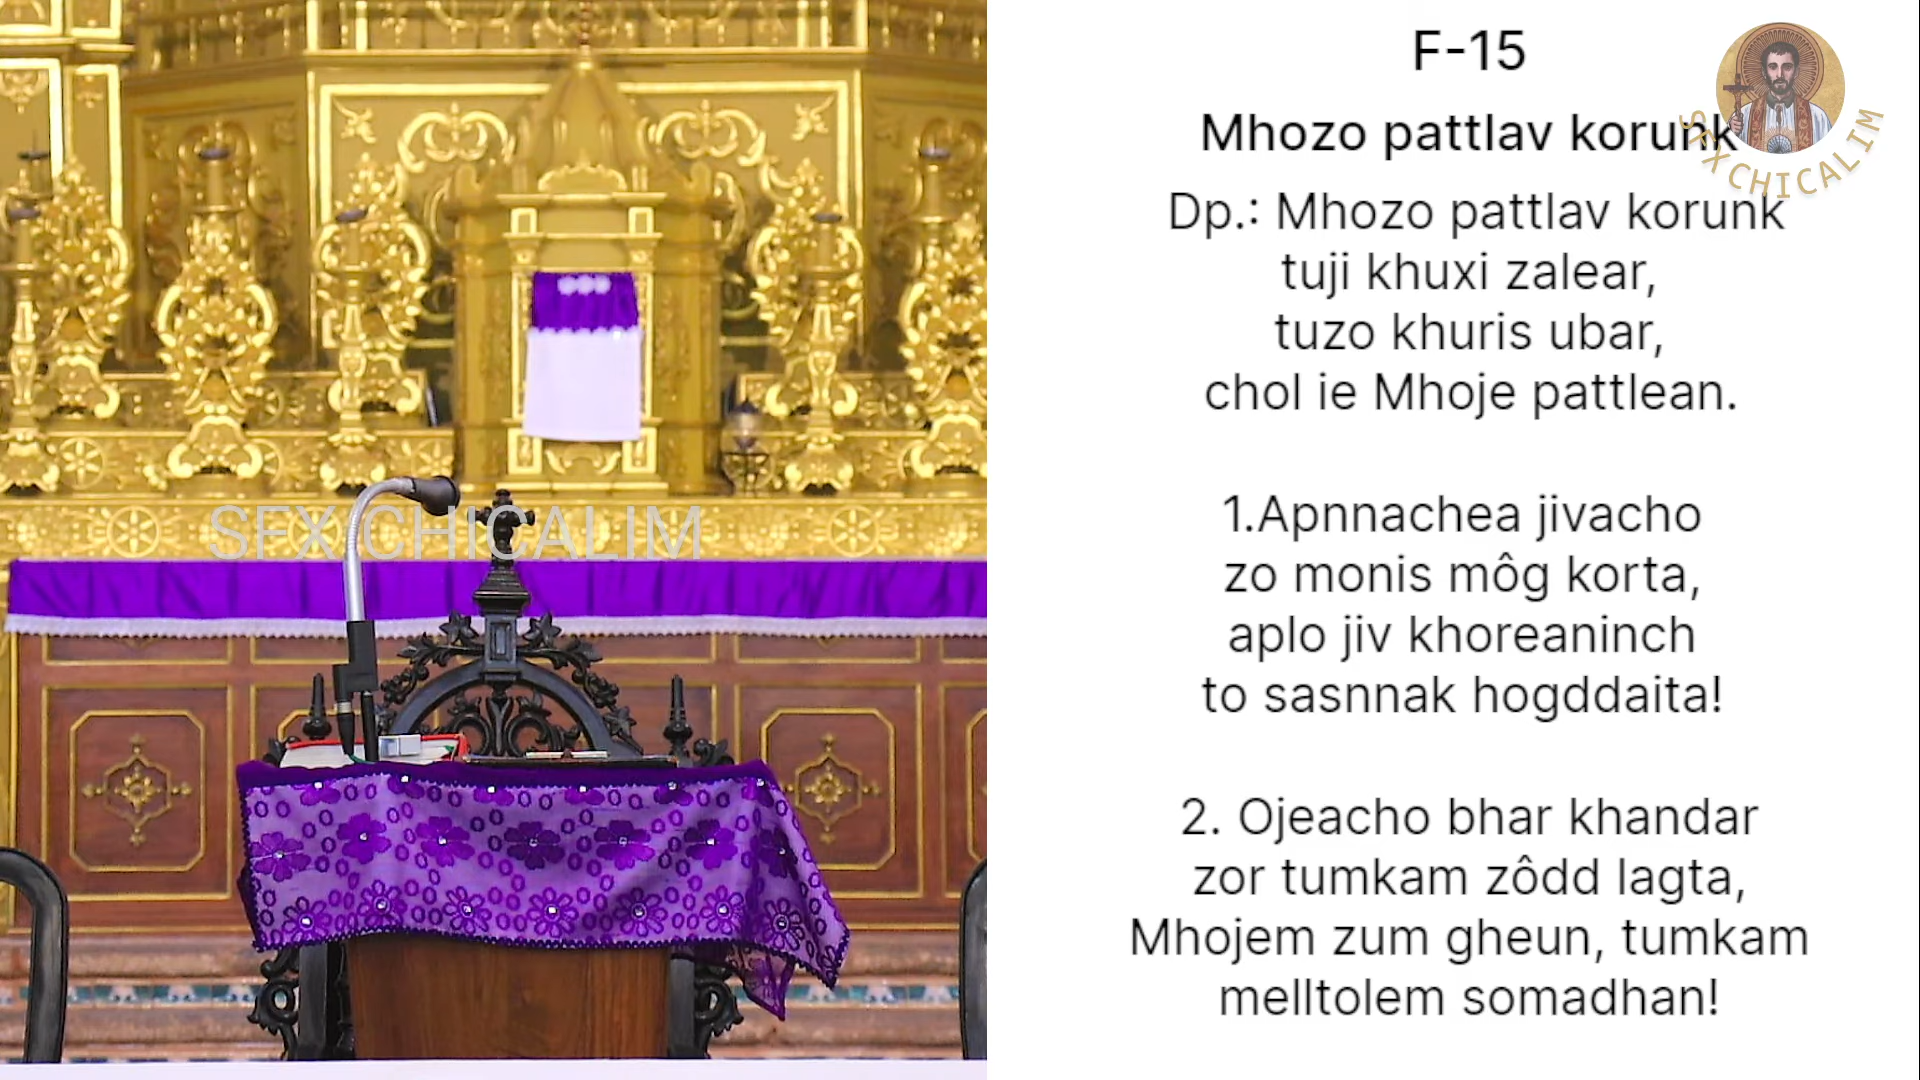 SFX CHICALIM
F-15
Mhozo pattlav korunk
SFX CHICALIM
Dp.: Mhozo pattlav korunk
tuji khuxi zalear,
tuzo khuris ubar,
chol ie Mhoje pattlean.
1.Apnnachea jivacho
zo monis môg korta,
aplo jiv khoreaninch
to sasnnak hogddaita!
2. Ojeacho bhar khandar
zor tumkam zôdd lagta,
Mhojem zum gheun, tumkam
melltolem somadhan!